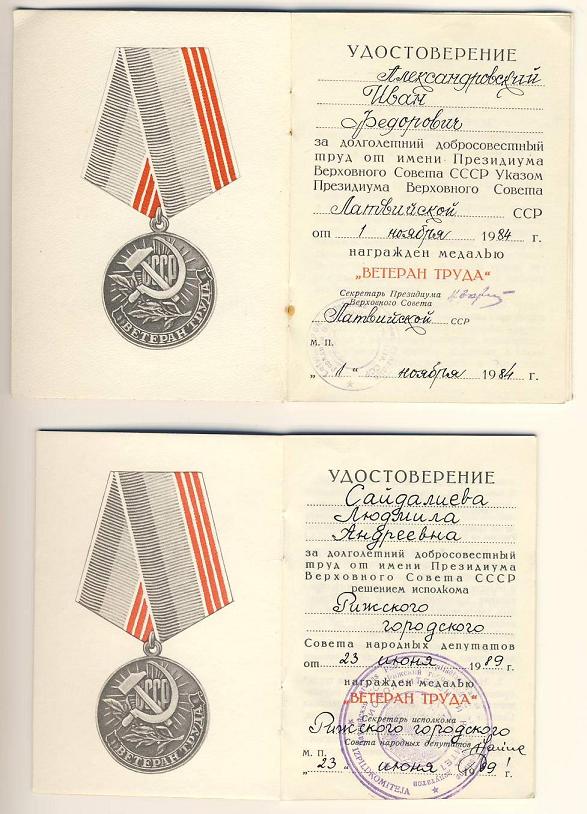 СССР
ВЕТЕРАН ТРУДА
УДОСТОВЕРЕНИЕ
Александровский
Иван
Федорович
за долголетний добросовестный
труд от имени Президиума
Верховного Совета СССР Указом
Президиума Верховного Совета
Латвийской ССР
от 1 ноября 1984 г.
награжден медалью
„ВЕТЕРАН ТРУДА“
Секретарь Президиума
Верховного Совета
Латвийской ССР
М. П.
„1“ ноября 1984 г.
СССР
ВЕТЕРАН ТРУДА
УДОСТОВЕРЕНИЕ
Сайдалиева
Людмила
Андреевна
за долголетний добросовестный
труд от имени Президиума
Верховного Совета СССР
решением исполкома
Рижского
городского
Совета народных депутатов
от 23 июня 1989 г.
награжден медалью
„ВЕТЕРАН ТРУДА“
Секретарь исполкома
Рижского городского
Совета народных депутатов
М. П.
„23“ июня 1989 г.
IZPILDKOMITEJA